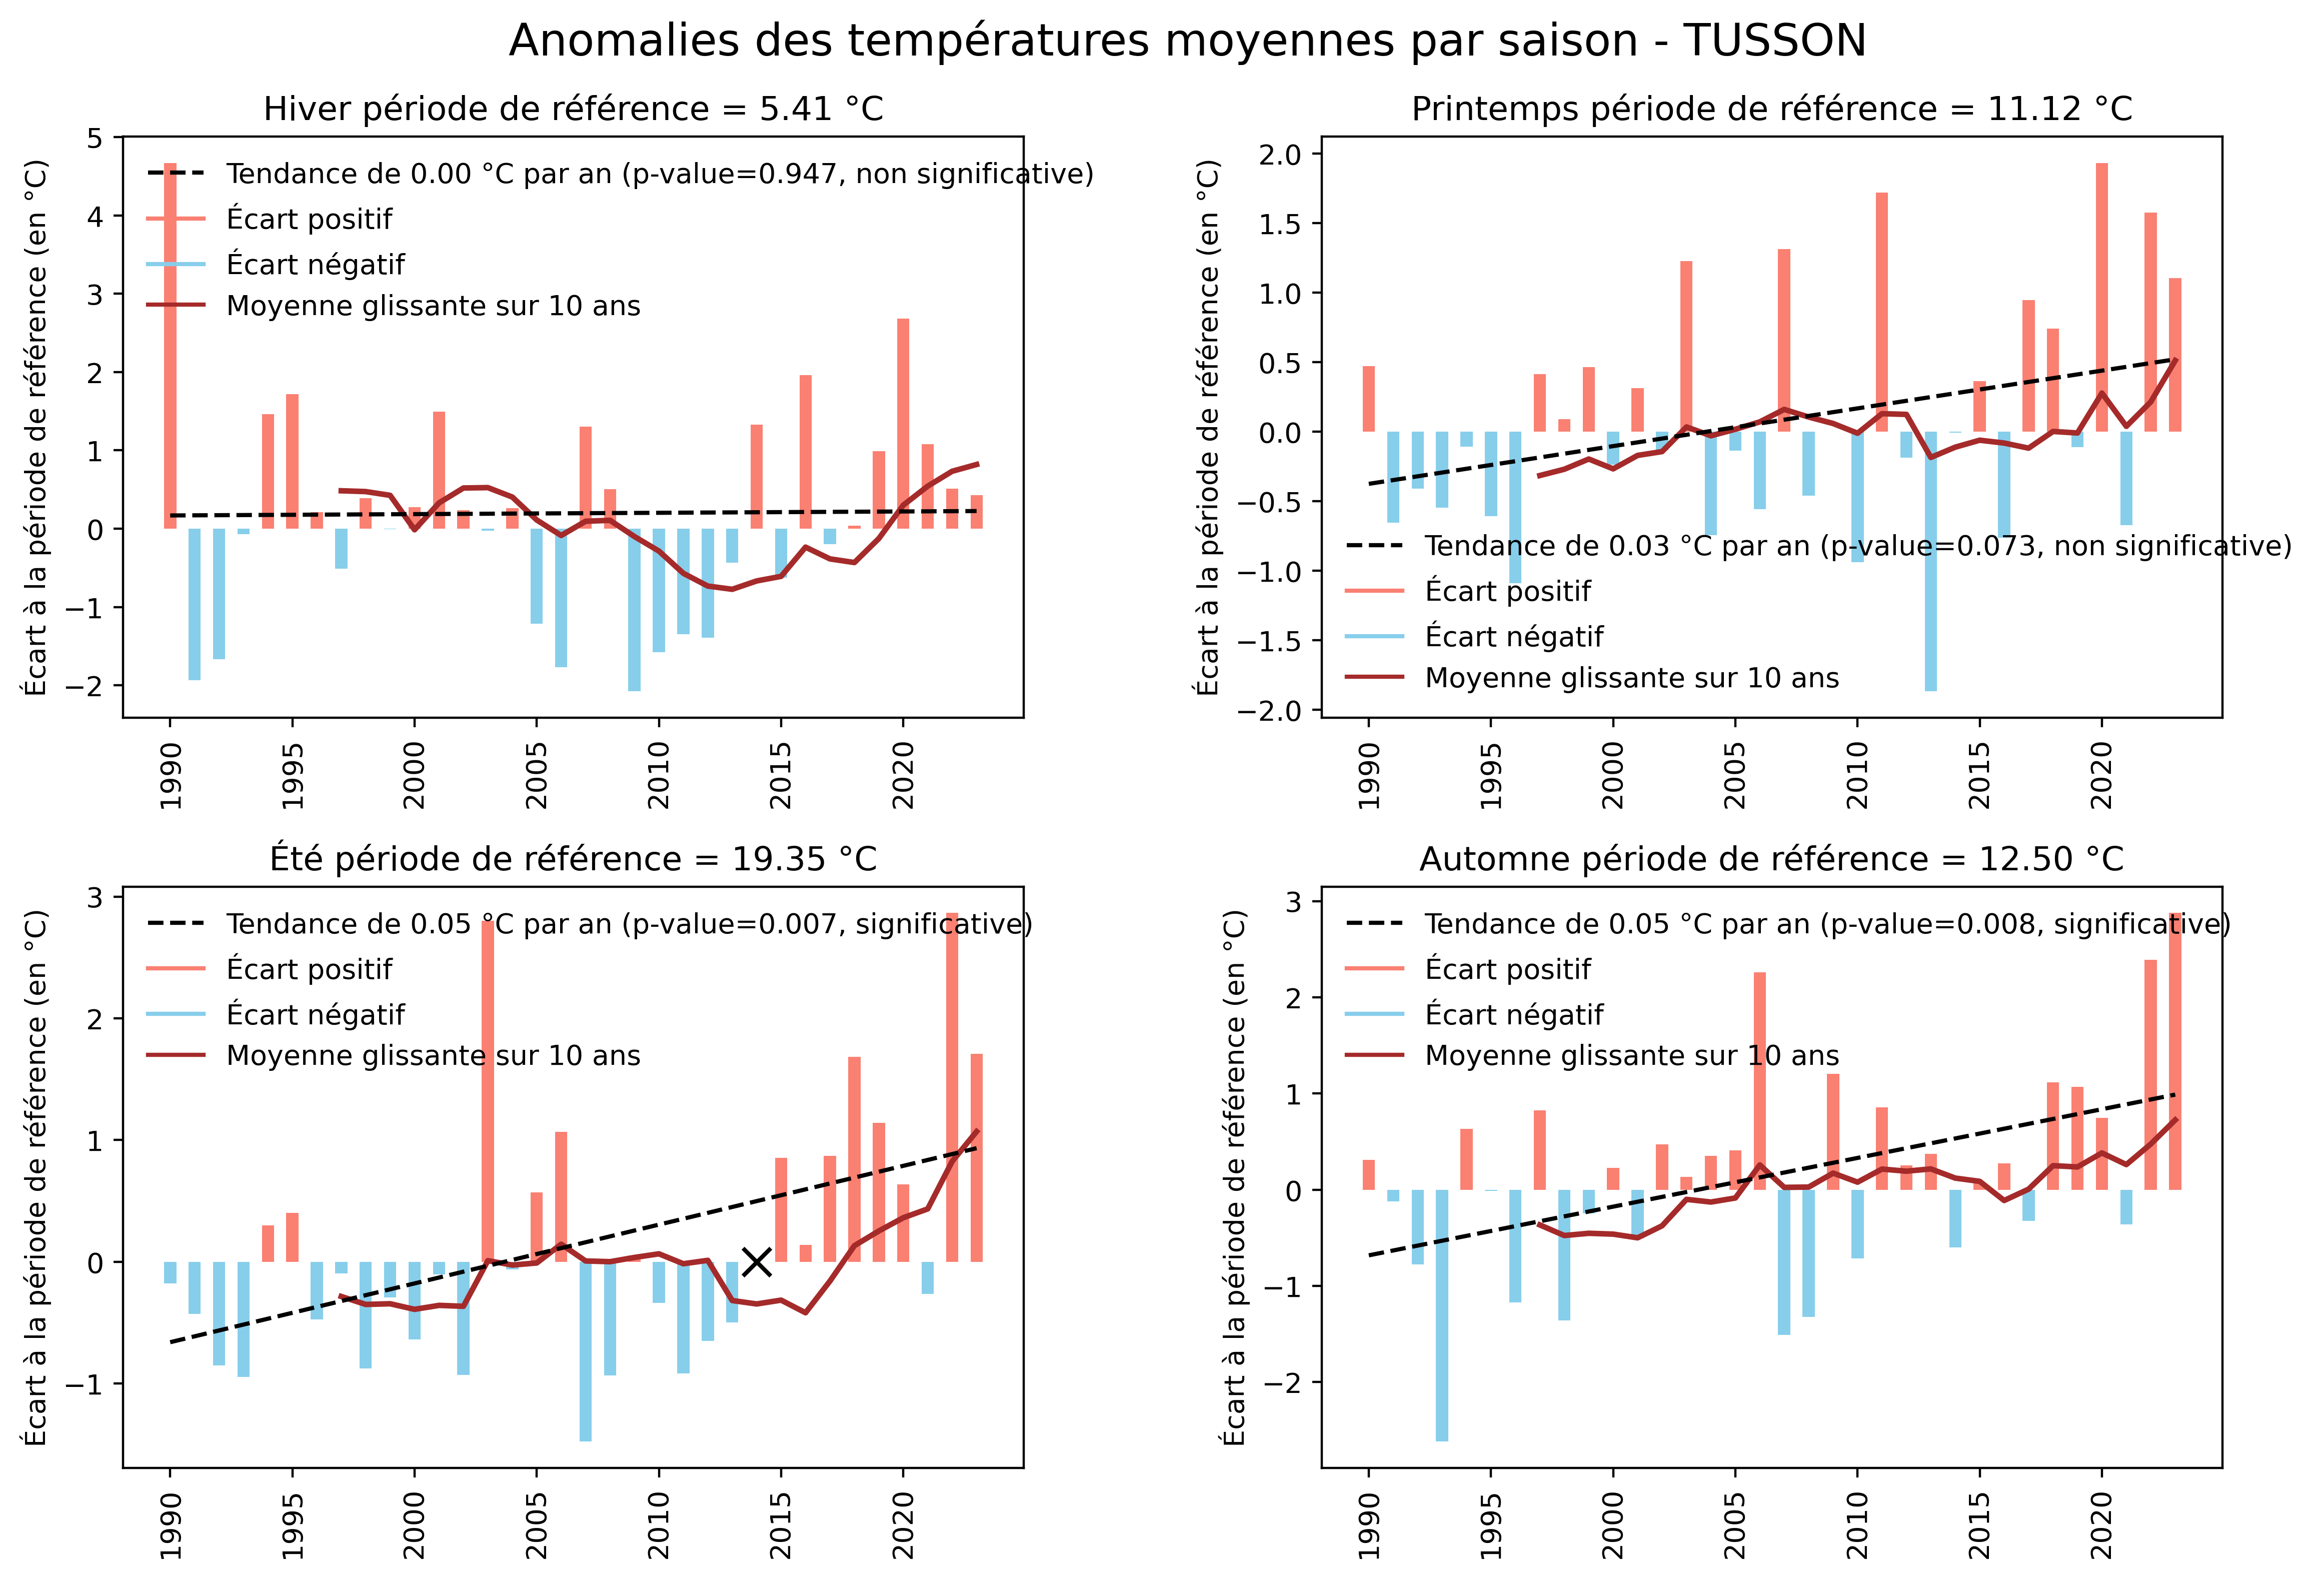 Anomalies des températures moyennes par saison - TUSSON
Hiver période de référence = 5.41 °C
Écart à la période de référence (en °C)
5
4
3
2
1
0
−1
−2
Tendance de 0.00 °C par an (p-value=0.947, non significative)
Écart positif
Écart négatif
Moyenne glissante sur 10 ans
1990
1995
2000
2005
2010
2015
2020
Printemps période de référence = 11.12 °C
Écart à la période de référence (en °C)
2.0
1.5
1.0
0.5
0.0
−0.5
−1.0
−1.5
−2.0
Tendance de 0.03 °C par an (p-value=0.073, non significative)
Écart positif
Écart négatif
Moyenne glissante sur 10 ans
1990
1995
2000
2005
2010
2015
2020
Été période de référence = 19.35 °C
Écart à la période de référence (en °C)
3
2
1
0
−1
Tendance de 0.05 °C par an (p-value=0.007, significative)
Écart positif
Écart négatif
Moyenne glissante sur 10 ans
1990
1995
2000
2005
2010
2015
2020
Automne période de référence = 12.50 °C
Écart à la période de référence (en °C)
3
2
1
0
−1
−2
Tendance de 0.05 °C par an (p-value=0.008, significative)
Écart positif
Écart négatif
Moyenne glissante sur 10 ans
1990
1995
2000
2005
2010
2015
2020